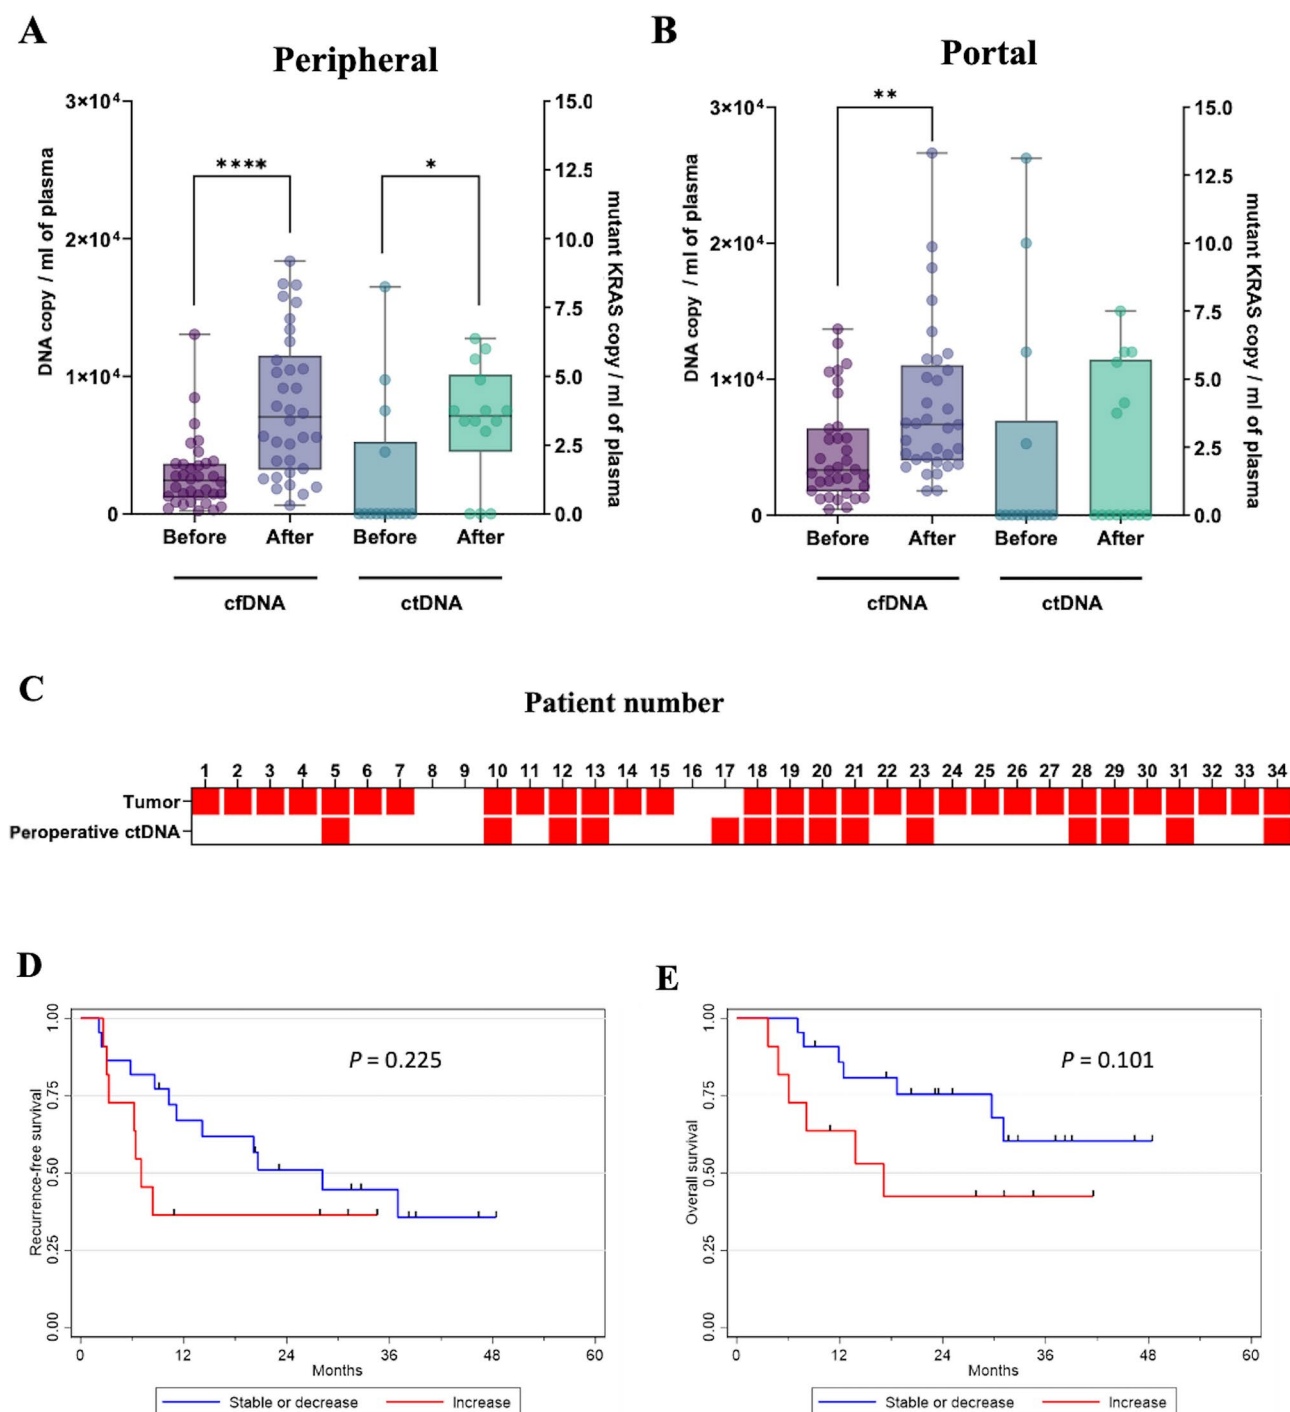 A
Peripheral
3×10⁴
2×10⁴
1×10⁴
0
DNA copy / ml of plasma
****
*
15.0
12.5
10.0
7.5
5.0
2.5
0.0
mutant KRAS copy / ml of plasma
Before After Before After
cfDNA ctDNA
B
Portal
3×10⁴
2×10⁴
1×10⁴
0
DNA copy / ml of plasma
**
15.0
12.5
10.0
7.5
5.0
2.5
0.0
mutant KRAS copy / ml of plasma
Before After Before After
cfDNA ctDNA
C
Patient number
1 2 3 4 5 6 7 8 9 10 11 12 13 14 15 16 17 18 19 20 21 22 23 24 25 26 27 28 29 30 31 32 33 34
Tumor
Peroperative ctDNA
D
Recurrence-free survival
1.00
0.75
0.50
0.25
0.00
P = 0.225
0 12 24 36 48 60
Months
Stable or decrease Increase
E
Overall survival
1.00
0.75
0.50
0.25
0.00
P = 0.101
0 12 24 36 48 60
Months
Stable or decrease Increase